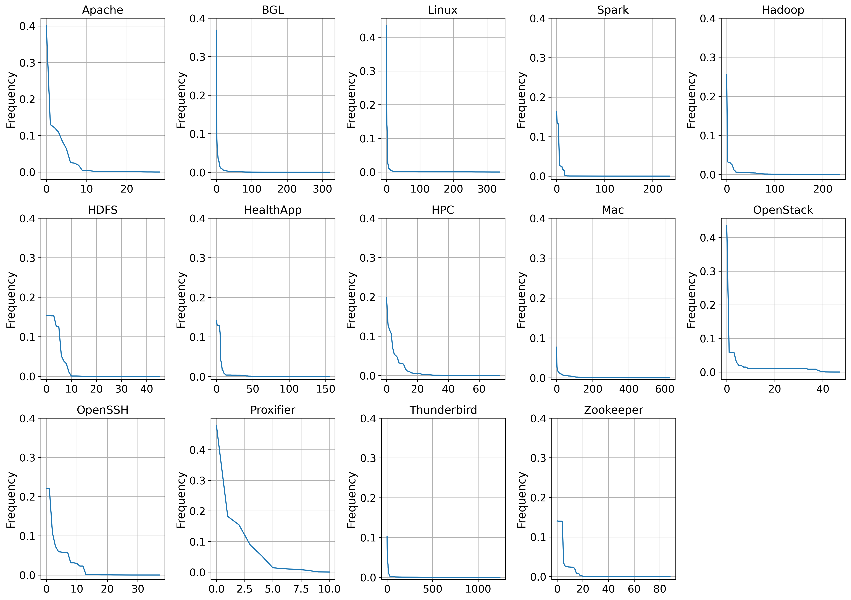 Apache
BGL
Linux
Spark
Hadoop
Frequency
0.4
0.3
0.2
0.1
0.0
0 10 20
Frequency
0.4
0.3
0.2
0.1
0.0
0 100 200 300
Frequency
0.4
0.3
0.2
0.1
0.0
0 100 200 300
Frequency
0.4
0.3
0.2
0.1
0.0
0 100 200
Frequency
0.4
0.3
0.2
0.1
0.0
0 100 200
HDFS
HealthApp
HPC
Mac
OpenStack
Frequency
0.4
0.3
0.2
0.1
0.0
0 10 20 30 40
Frequency
0.4
0.3
0.2
0.1
0.0
0 50 100 150
Frequency
0.4
0.3
0.2
0.1
0.0
0 20 40 60
Frequency
0.4
0.3
0.2
0.1
0.0
0 200 400 600
Frequency
0.4
0.3
0.2
0.1
0.0
0 20 40
OpenSSH
Proxifier
Thunderbird
Zookeeper
Frequency
0.4
0.3
0.2
0.1
0.0
0 10 20 30
Frequency
0.4
0.3
0.2
0.1
0.0
0.0 2.5 5.0 7.5 10.0
Frequency
0.4
0.3
0.2
0.1
0.0
0 500 1000
Frequency
0.4
0.3
0.2
0.1
0.0
0 20 40 60 80